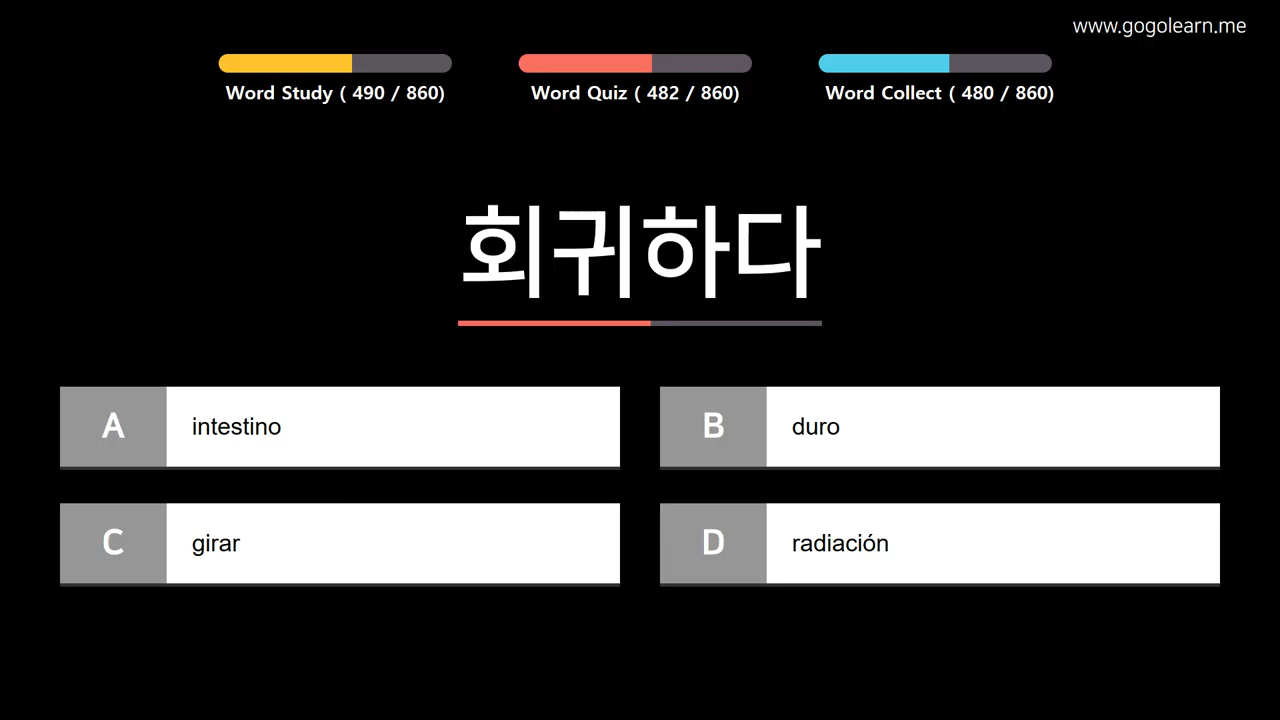 www.gogolearn.me
Word Study ( 490 / 860)
Word Quiz ( 482 / 860)
Word Collect ( 480 / 860)
회귀하다
A intestino
B duro
C girar
D radiación